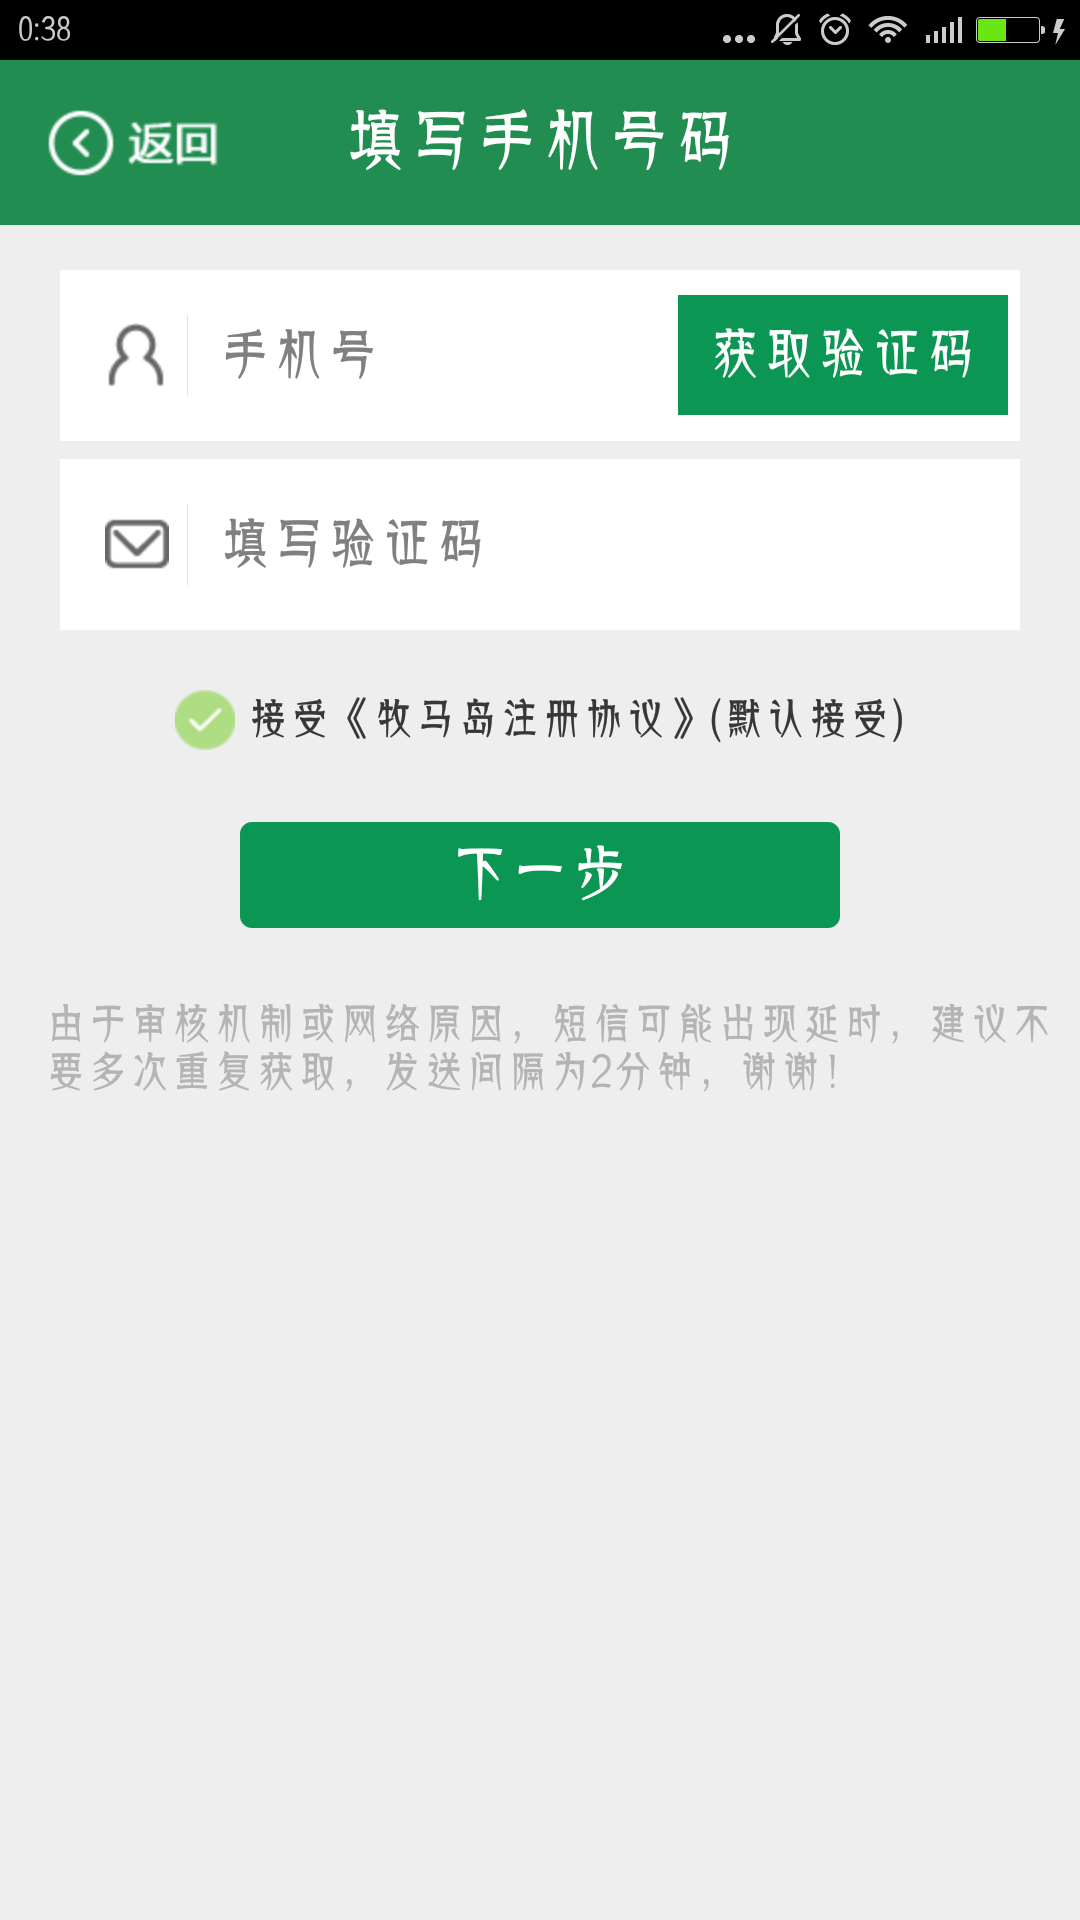 0:38
返回
填写手机号码
手机号
获取验证码
填写验证码
接受《牧马岛注册协议》(默认接受)
下一步
由于审核机制或网络原因，短信可能出现延时，建议不
要多次重复获取，发送间隔为2分钟，谢谢！